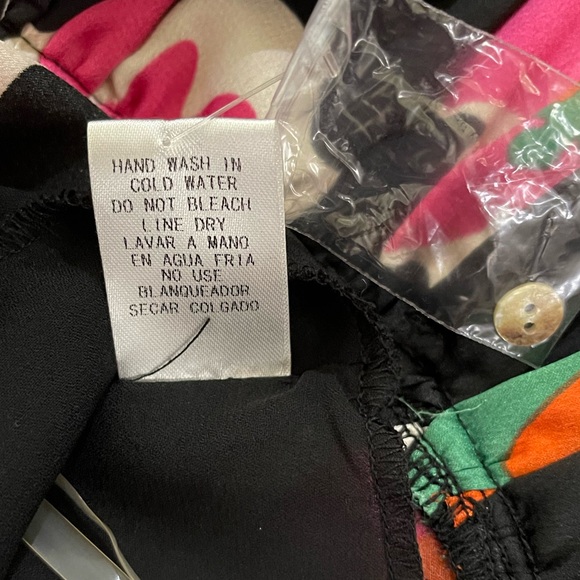 HAND WASH IN
COLD WATER
DO NOT BLEACH
LINE DRY
LAVAR A MANO
EN AGUA FRIA
NO USE
BLANQUEADOR
SECAR COLGADO